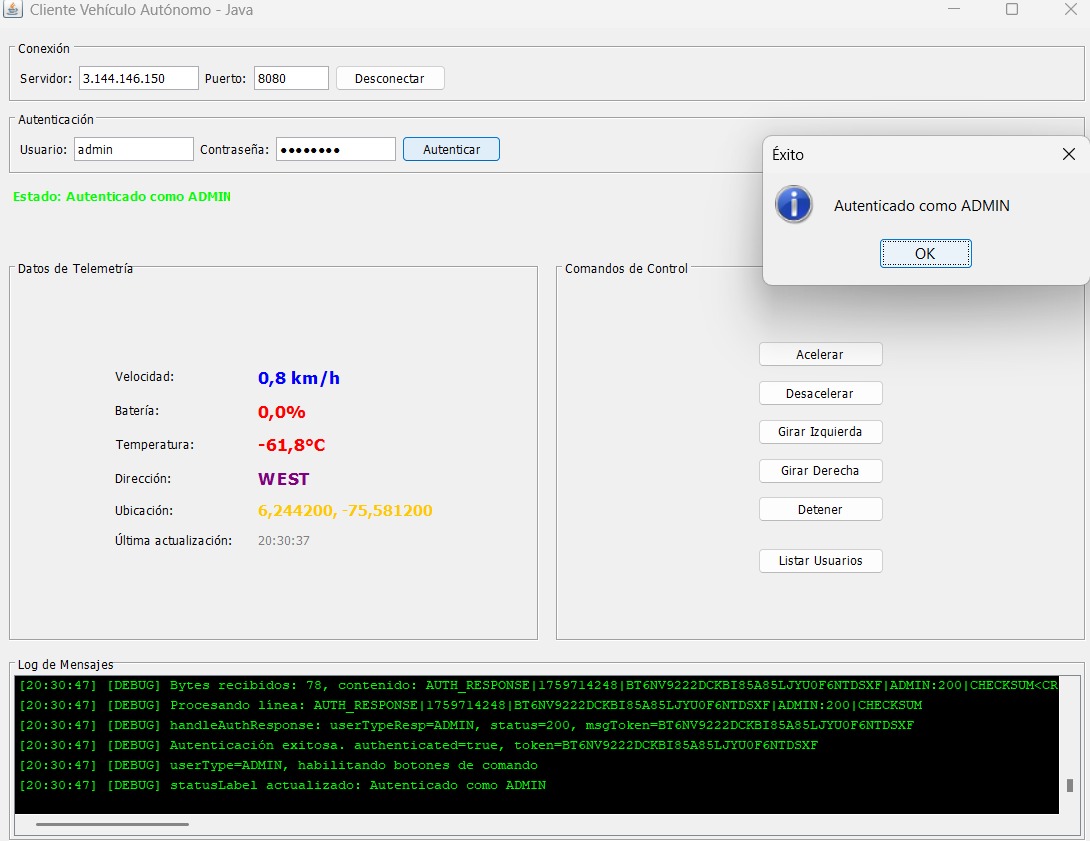 Cliente Vehículo Autónomo - Java
Conexión
Servidor: 3.144.146.150 Puerto: 8080 Desconectar
Autenticación
Usuario: admin Contraseña: ●●●●●●●● Autenticar
Estado: Autenticado como ADMIN
Éxito
Autenticado como ADMIN
OK
Datos de Telemetría
Velocidad: 0,8 km/h
Batería: 0,0%
Temperatura: -61,8°C
Dirección: WEST
Ubicación: 6,244200, -75,581200
Última actualización: 20:30:37
Comandos de Control
Acelerar
Desacelerar
Girar Izquierda
Girar Derecha
Detener
Listar Usuarios
Log de Mensajes
[20:30:47] [DEBUG] Bytes recibidos: 78, contenido: AUTH_RESPONSE|1759714248|BT6NV9222DCKBI85A85LJYU0F6NTDSXF|ADMIN:200|CHECKSUM<CR
[20:30:47] [DEBUG] Procesando linea: AUTH_RESPONSE|1759714248|BT6NV9222DCKBI85A85LJYU0F6NTDSXF|ADMIN:200|CHECKSUM
[20:30:47] [DEBUG] handleAuthResponse: userTypeResp=ADMIN, status=200, msgToken=BT6NV9222DCKBI85A85LJYU0F6NTDSXF
[20:30:47] [DEBUG] Autenticación exitosa. authenticated=true, token=BT6NV9222DCKBI85A85LJYU0F6NTDSXF
[20:30:47] [DEBUG] userType=ADMIN, habilitando botones de comando
[20:30:47] [DEBUG] statusLabel actualizado: Autenticado como ADMIN